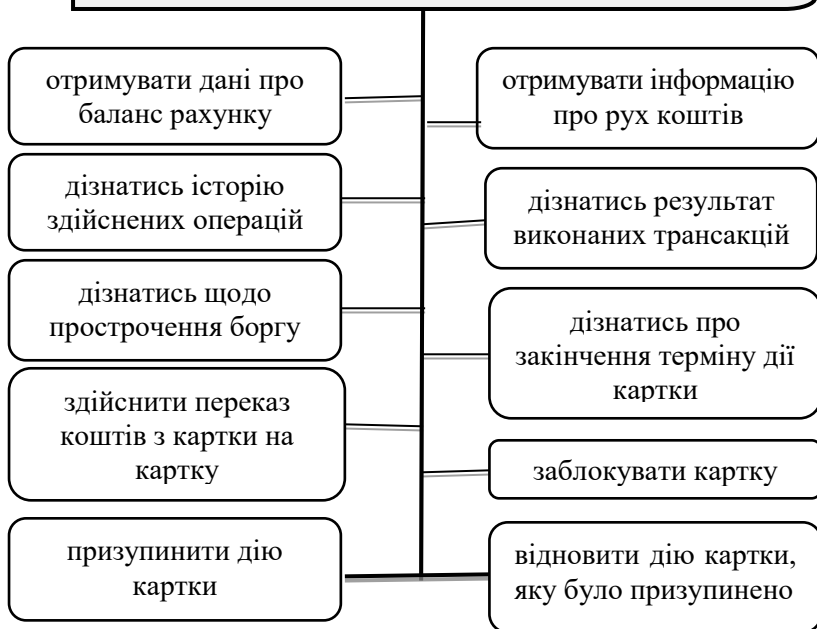 отримувати дані про
баланс рахунку
отримувати інформацію
про рух коштів
дізнатись історію
здійснених операцій
дізнатись результат
виконаних трансакцій
дізнатись щодо
прострочення боргу
дізнатись про
закінчення терміну дії
картки
здійснити переказ
коштів з картки на
картку
заблокувати картку
призупинити дію
картки
відновити дію картки,
яку було призупинено